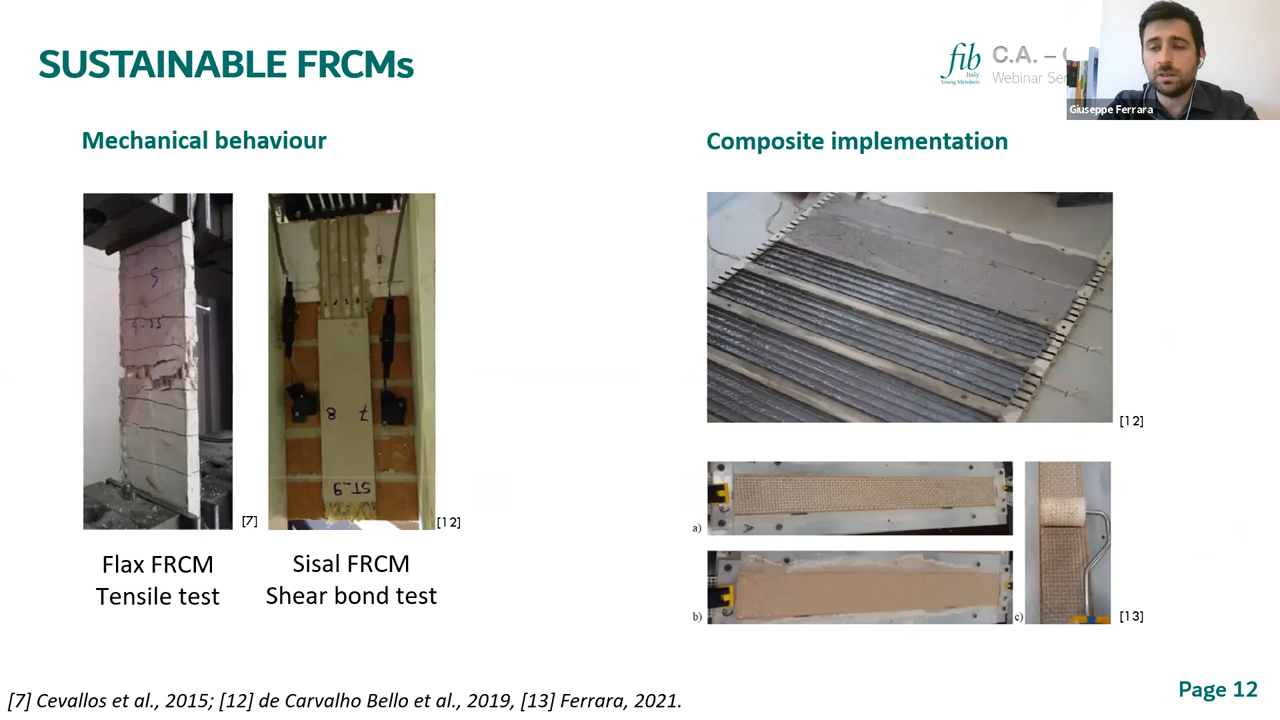 SUSTAINABLE FRCMs
fib
Italy
Young Members
C.A. –
Webinar
Giuseppe Ferrara
Mechanical behaviour
Composite implementation
S
8 7
ST_9
[7]
[12]
[12]
a)
b)
c)
[13]
Flax FRCM
Tensile test
Sisal FRCM
Shear bond test
[7] Cevallos et al., 2015; [12] de Carvalho Bello et al., 2019, [13] Ferrara, 2021.
Page 12